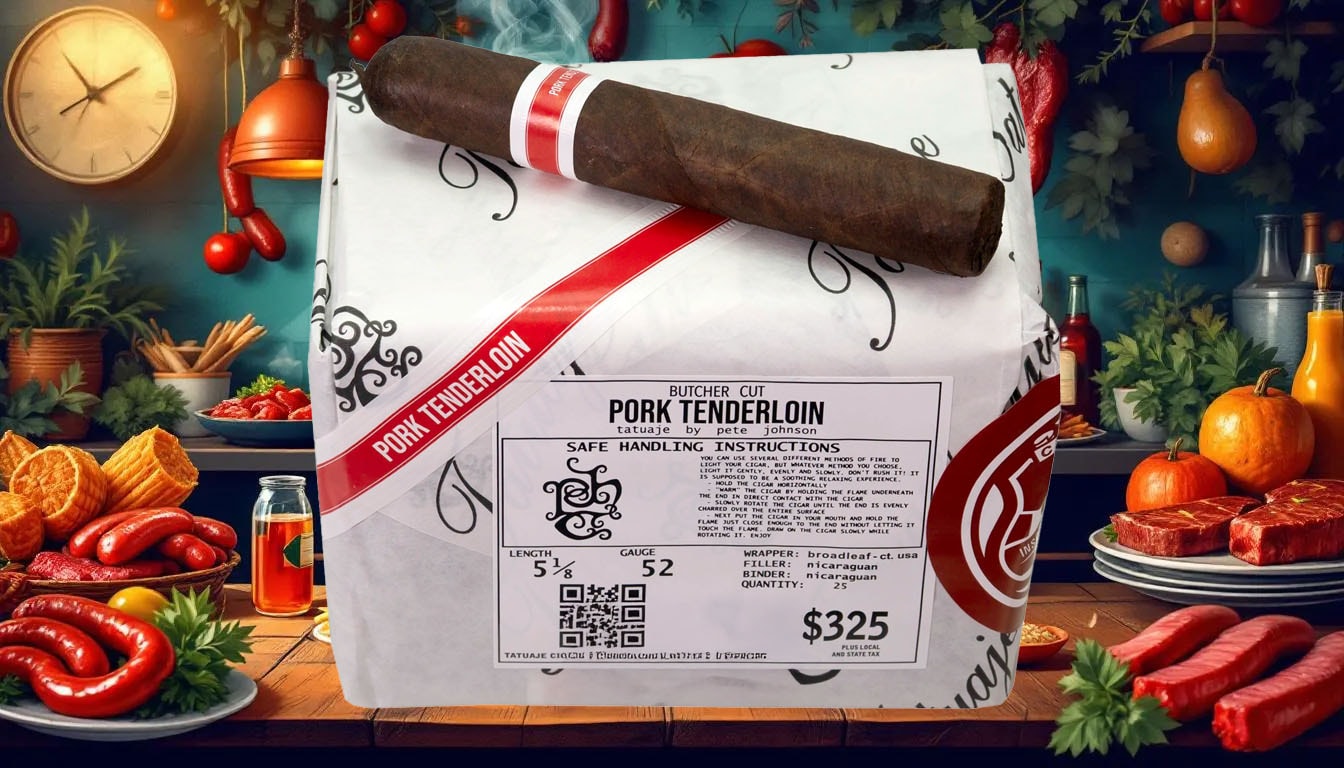 PORK TEN
PORK TENDERLOIN
BUTCHER CUT
PORK TENDERLOIN
tatuaje by pete johnson
SAFE HANDLING INSTRUCTIONS
YOU CAN USE SEVERAL DIFFERENT METHODS OF FIRE TO
LIGHT YOUR CIGAR, BUT WHATEVER METHOD YOU CHOOSE,
LIGHT IT GENTLY, EVENLY AND SLOWLY. DON'T RUSH IT! IT
IS SUPPOSED TO BE A SOOTHING RELAXING EXPERIENCE.
- HOLD THE CIGAR HORIZONTALLY
- "WARM" THE CIGAR BY HOLDING THE FLAME UNDERNEATH
THE END IN DIRECT CONTACT WITH THE CIGAR
- SLOWLY ROTATE THE CIGAR UNTIL THE END IS EVENLY
CHARRED OVER THE ENTIRE SURFACE
- NEXT PUT THE CIGAR IN YOUR MOUTH AND HOLD THE
FLAME JUST CLOSE ENOUGH TO THE END WITHOUT LETTING IT
TOUCH THE FLAME. DRAW ON THE CIGAR SLOWLY WHILE
ROTATING IT. ENJOY
LENGTH GAUGE
5⅛ 52
WRAPPER: broadleaf-ct. usa
FILLER: nicaraguan
BINDER: nicaraguan
QUANTITY: 25
$325
PLUS LOCAL
AND STATE TAX
TATUAJE